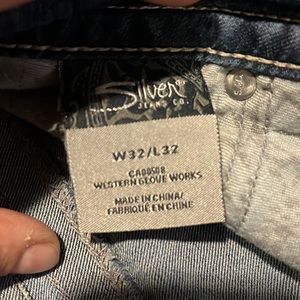 Silver
JEANS CO.
W32/L32
CA00508
WESTERN GLOVE WORKS
MADE IN CHINA/
FABRIQUÉ EN CHINE